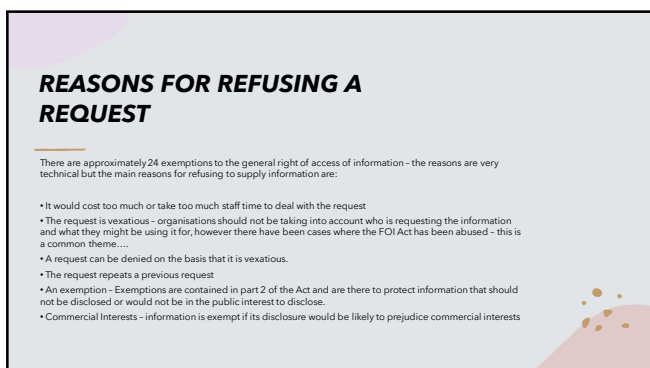 REASONS FOR REFUSING A
REQUEST
There are approximately 24 exemptions to the general right of access of information – the reasons are very
technical but the main reasons for refusing to supply information are:
• It would cost too much or take too much staff time to deal with the request
• The request is vexatious – organisations should not be taking into account who is requesting the information
and what they might be using it for, however there have been cases where the FOI Act has been abused – this is
a common theme….
• A request can be denied on the basis that it is vexatious.
• The request repeats a previous request
• An exemption – Exemptions are contained in part 2 of the Act and are there to protect information that should
not be disclosed or would not be in the public interest to disclose.
• Commercial Interests – information is exempt if its disclosure would be likely to prejudice commercial interests